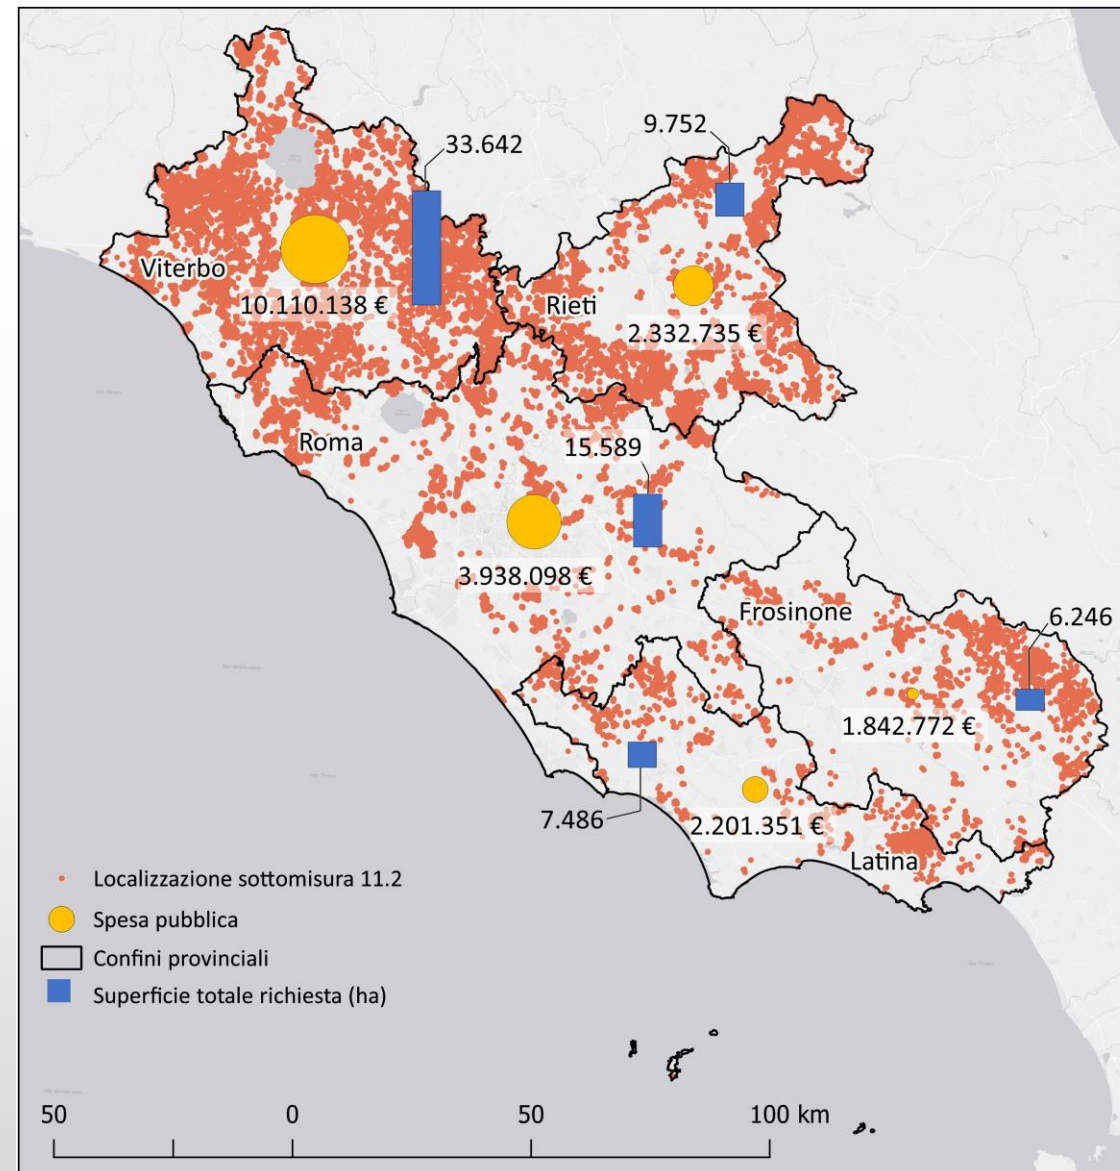 9.752
33.642
Viterbo
10.110.138 €
Rieti
2.332.735 €
Roma
15.589
3.938.098 €
Frosinone
6.246
1.842.772 €
7.486
2.201.351 €
Latina
Localizzazione sottomisura 11.2
Spesa pubblica
Confini provinciali
Superficie totale richiesta (ha)
50 0 50 100 km